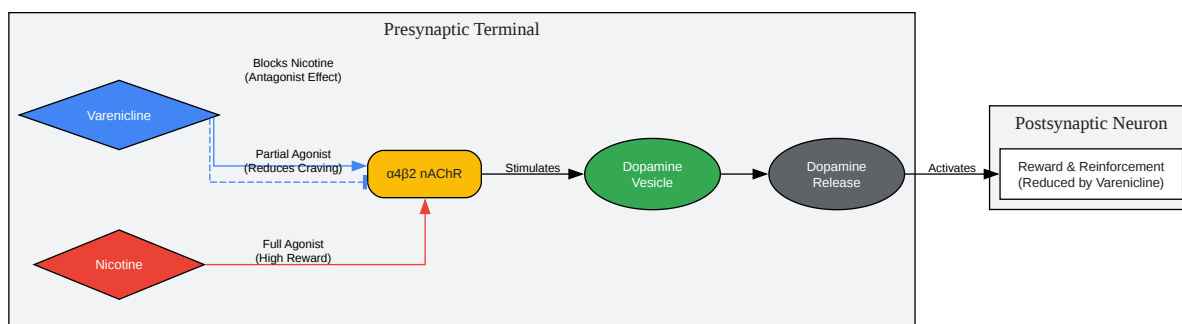 Presynaptic Terminal
Blocks Nicotine
(Antagonist Effect)
Varenicline
Partial Agonist
(Reduces Craving)
α4β2 nAChR
Stimulates
Dopamine
Vesicle
Dopamine
Release
Activates
Postsynaptic Neuron
Reward & Reinforcement
(Reduced by Varenicline)
Nicotine
Full Agonist
(High Reward)